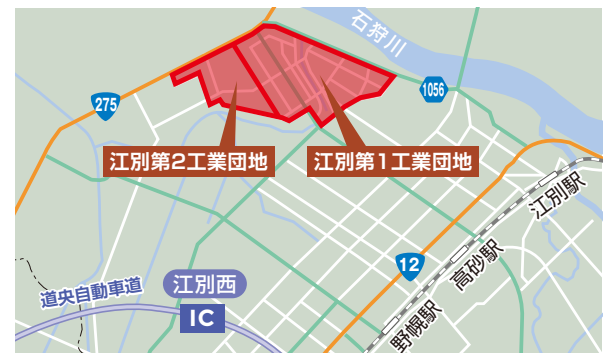 石狩川
275
1056
江別第2工業団地
江別第1工業団地
江別駅
12
高砂駅
江別西
IC
道央自動車道
野幌駅